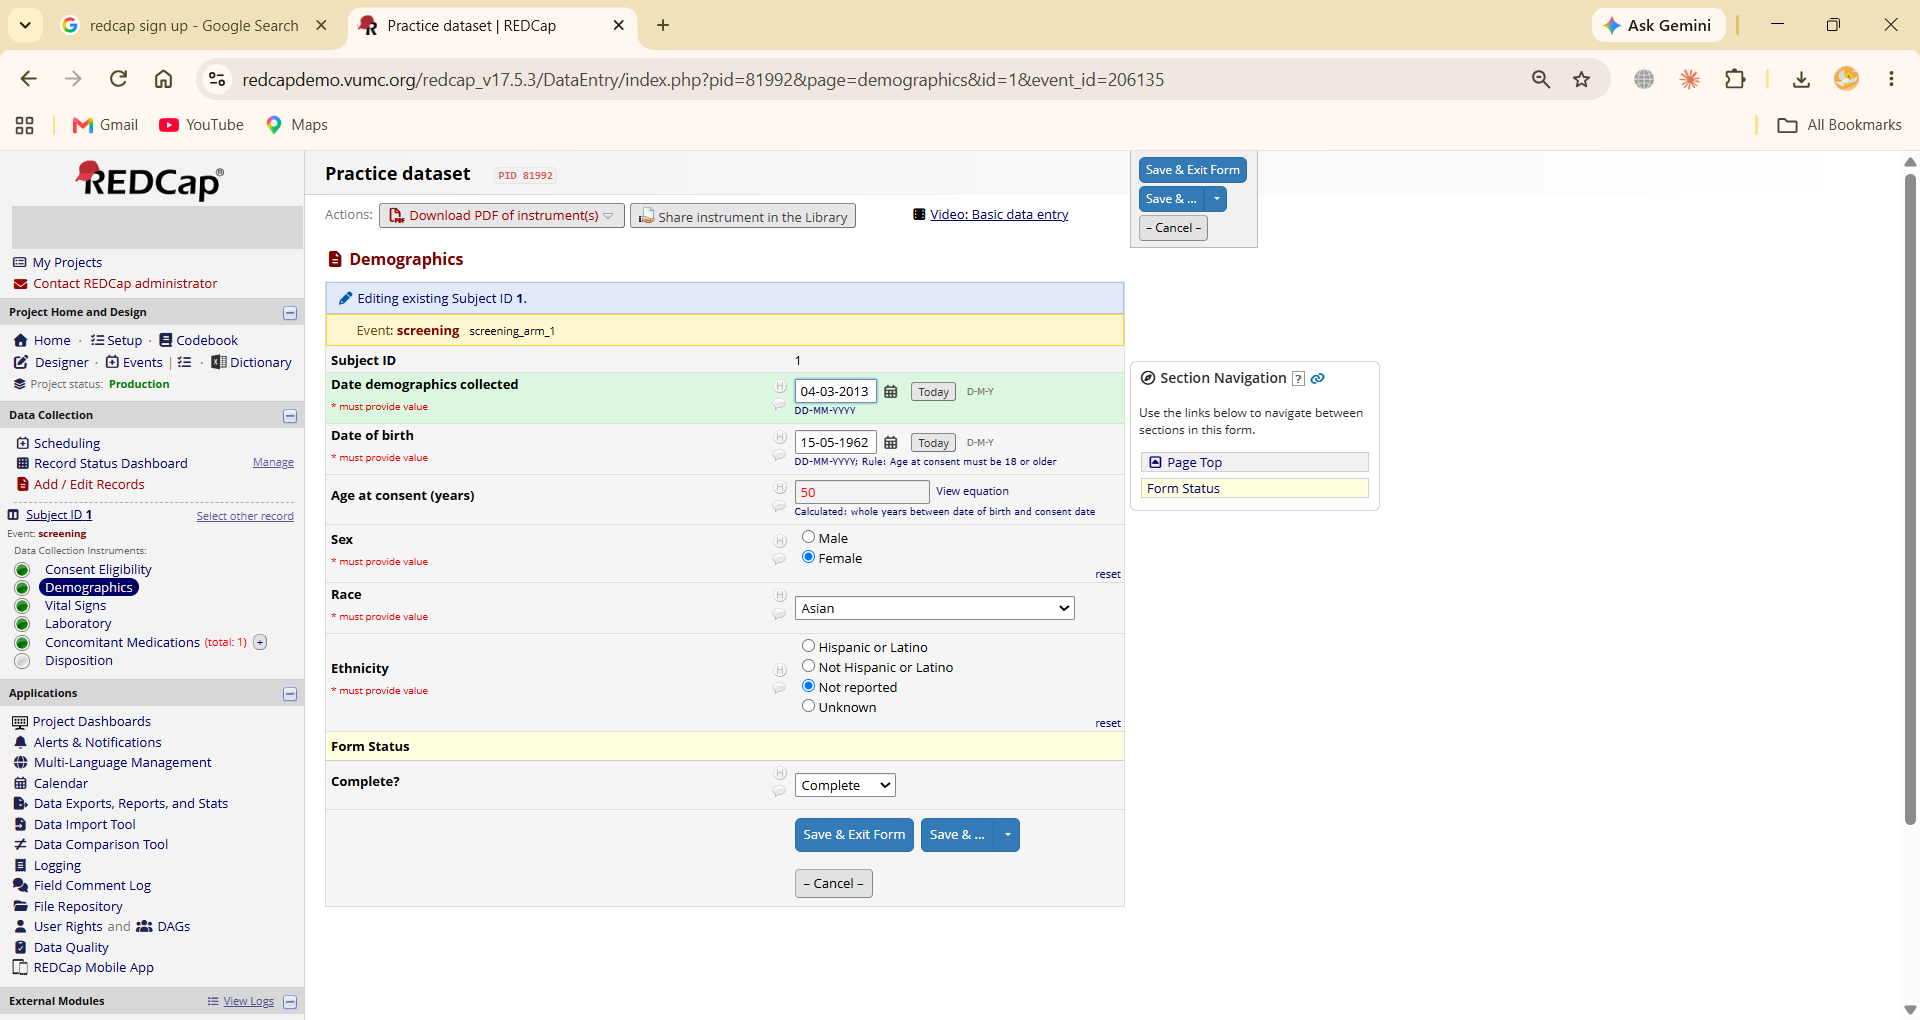 redcap sign up - Google Search
Practice dataset | REDCap
Ask Gemini
redcapdemo.vumc.org/redcap_v17.5.3/DataEntry/index.php?pid=81992&page=demographics&id=1&event_id=206135
Gmail
YouTube
Maps
All Bookmarks
REDCap®
My Projects
Contact REDCap administrator
Project Home and Design
Home · Setup · Codebook
Designer · Events | · Dictionary
Project status: Production
Data Collection
Scheduling
Record Status Dashboard Manage
Add / Edit Records
Subject ID 1 Select other record
Event: screening
Data Collection Instruments:
Consent Eligibility
Demographics
Vital Signs
Laboratory
Concomitant Medications (total: 1) +
Disposition
Applications
Project Dashboards
Alerts & Notifications
Multi-Language Management
Calendar
Data Exports, Reports, and Stats
Data Import Tool
Data Comparison Tool
Logging
Field Comment Log
File Repository
User Rights and DAGs
Data Quality
REDCap Mobile App
External Modules View Logs
Practice dataset PID 81992
Actions: Download PDF of instrument(s) Share instrument in the Library Video: Basic data entry
Demographics
Editing existing Subject ID 1.
Event: screening screening_arm_1
Subject ID 1
Date demographics collected
* must provide value
H 04-03-2013 Today D-M-Y
DD-MM-YYYY
Date of birth
* must provide value
H 15-05-1962 Today D-M-Y
DD-MM-YYYY; Rule: Age at consent must be 18 or older
Age at consent (years)
H 50 View equation
Calculated: whole years between date of birth and consent date
Sex
* must provide value
H Male
Female
reset
Race
* must provide value
H Asian
Ethnicity
* must provide value
H Hispanic or Latino
Not Hispanic or Latino
Not reported
Unknown
reset
Form Status
Complete?
H Complete
Save & Exit Form Save & ...
– Cancel –
Save & Exit Form
Save & ...
– Cancel –
Section Navigation ?
Use the links below to navigate between
sections in this form.
Page Top
Form Status